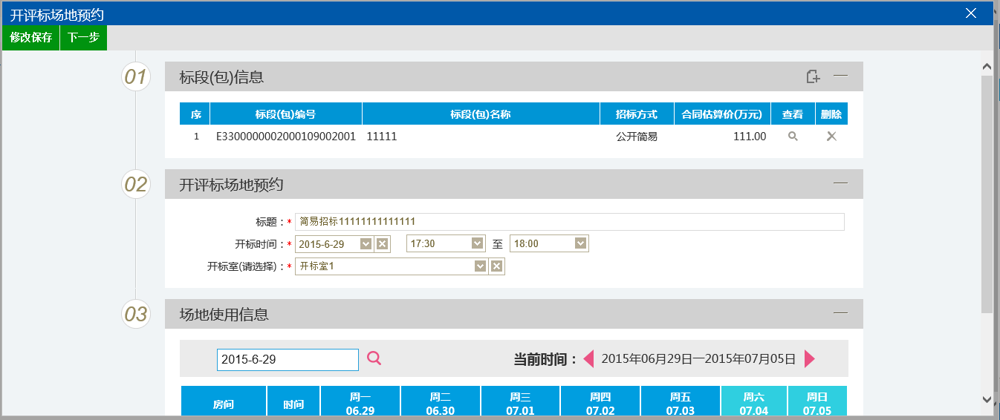 开评标场地预约
修改保存 下一步
01 标段(包)信息
序 标段(包)编号 标段(包)名称 招标方式 合同估算价(万元) 查看 删除
1 E3300000002000109002001 11111 公开简易 111.00
02 开评标场地预约
标题：* 简易招标11111111111111
开标时间：* 2015-6-29 17:30 至 18:00
开标室(请选择)：* 开标室1
03 场地使用信息
2015-6-29 当前时间： 2015年06月29日—2015年07月05日
房间 时间 周一 周二 周三 周四 周五 周六 周日
06.29 06.30 07.01 07.02 07.03 07.04 07.05